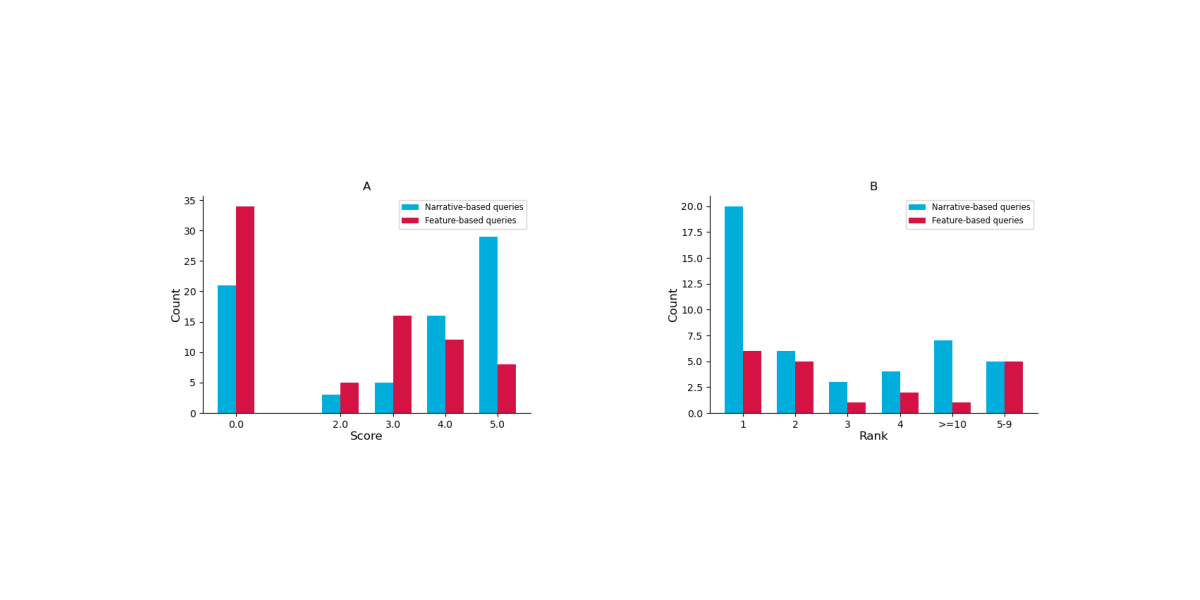 A
35
30
25
20
15
10
5
0
Count
0.0 2.0 3.0 4.0 5.0
Score
Narrative-based queries
Feature-based queries
B
20.0
17.5
15.0
12.5
10.0
7.5
5.0
2.5
0.0
Count
1 2 3 4 >=10 5-9
Rank
Narrative-based queries
Feature-based queries